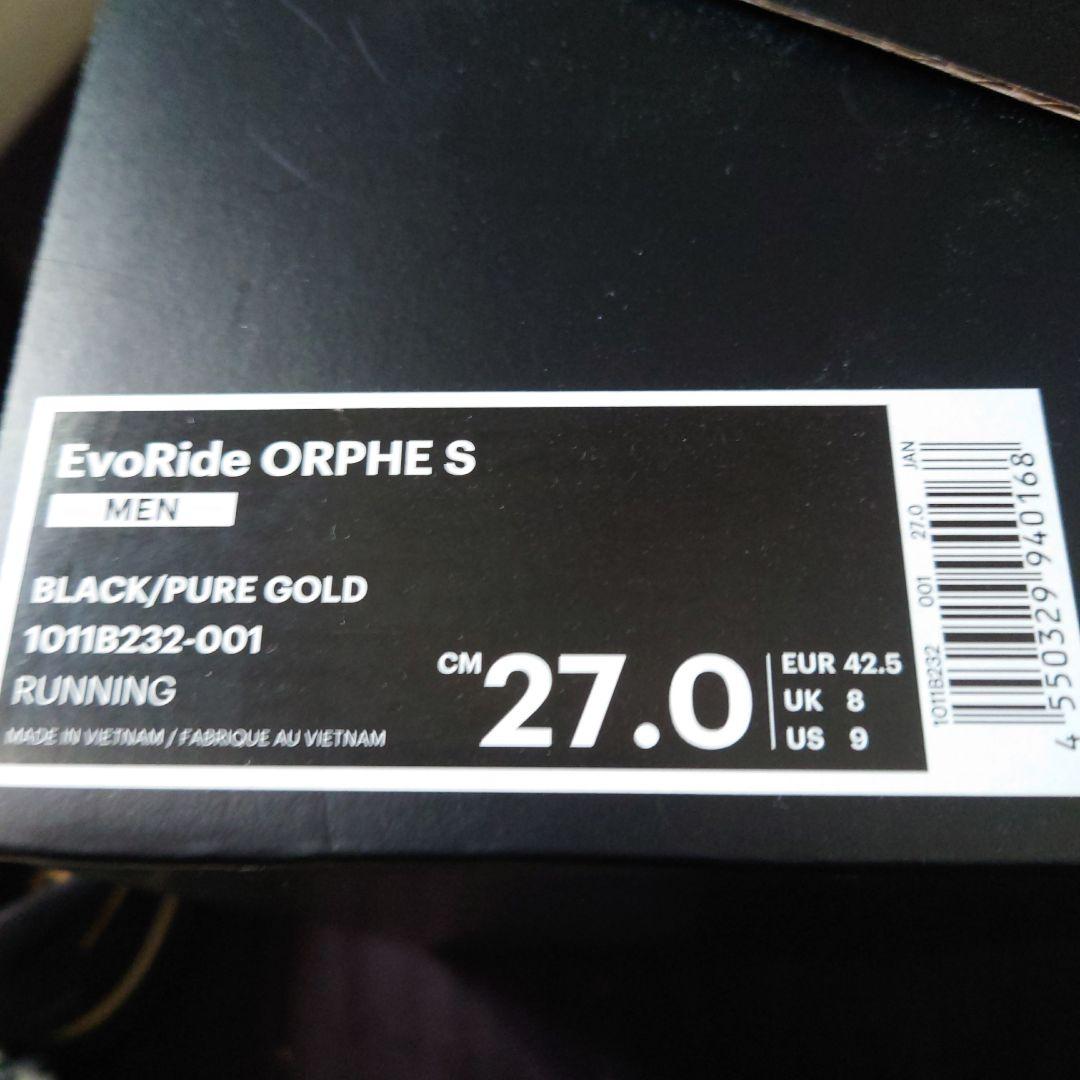 EvoRide ORPHE S
MEN
BLACK/PURE GOLD
1011B232-001
RUNNING
MADE IN VIETNAM / FABRIQUE AU VIETNAM
CM 27.0
EUR 42.5
UK 8
US 9
1011B232 001 27.0 JAN
4 550329 940168